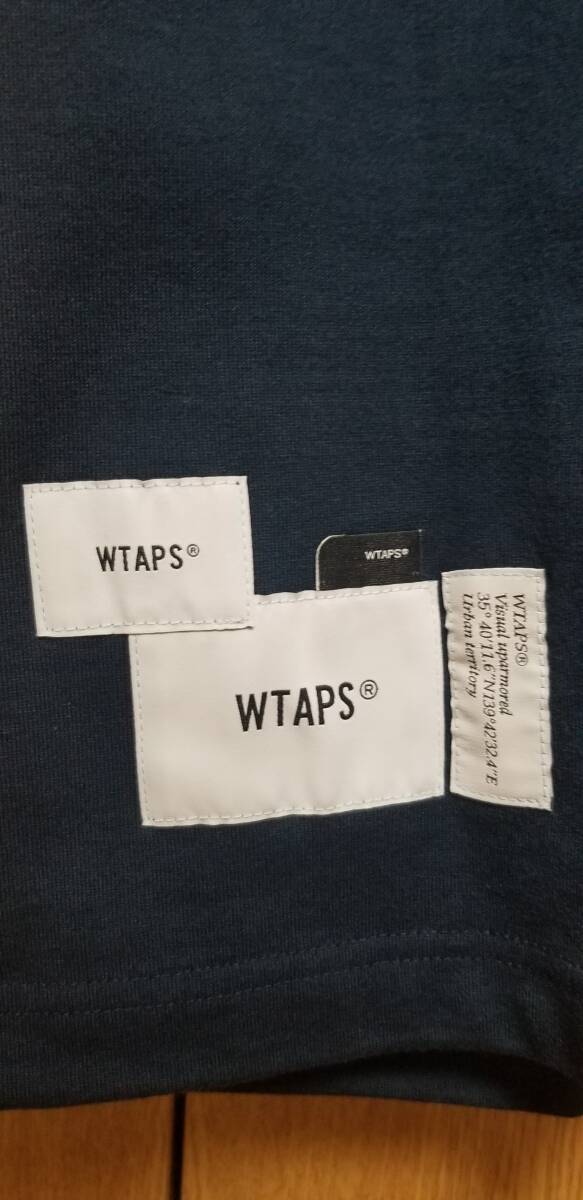 WTAPS®
WTAPS®
WTAPS®
WTAPS®
Visual uparmored
35° 40'11.6"N139°42'32.4"E
Urban territory